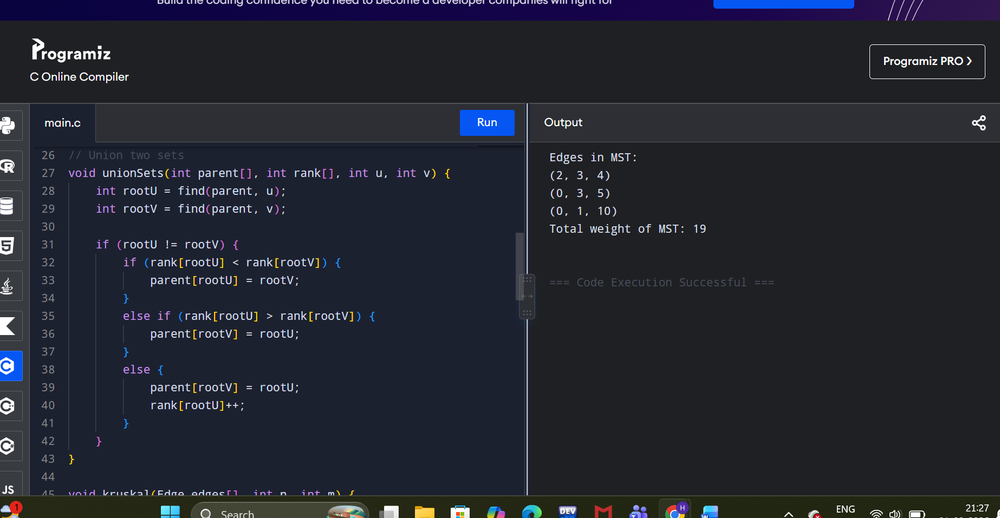 Build the coding confidence you need to become a developer companies will fight for
Programiz
C Online Compiler
Programiz PRO ❯
main.c
Run
Output
26 // Union two sets
27 void unionSets(int parent[], int rank[], int u, int v) {
28     int rootU = find(parent, u);
29     int rootV = find(parent, v);
30
31     if (rootU != rootV) {
32         if (rank[rootU] < rank[rootV]) {
33             parent[rootU] = rootV;
34         }
35         else if (rank[rootU] > rank[rootV]) {
36             parent[rootV] = rootU;
37         }
38         else {
39             parent[rootV] = rootU;
40             rank[rootU]++;
41         }
42     }
43 }
44
45 void kruskal(Edge edges[], int n, int m) {
Edges in MST:
(2, 3, 4)
(0, 3, 5)
(0, 1, 10)
Total weight of MST: 19
=== Code Execution Successful ===
R
5
C
C++
C#
JS
1
Search
DEV
T
H
W
ENG
21:27